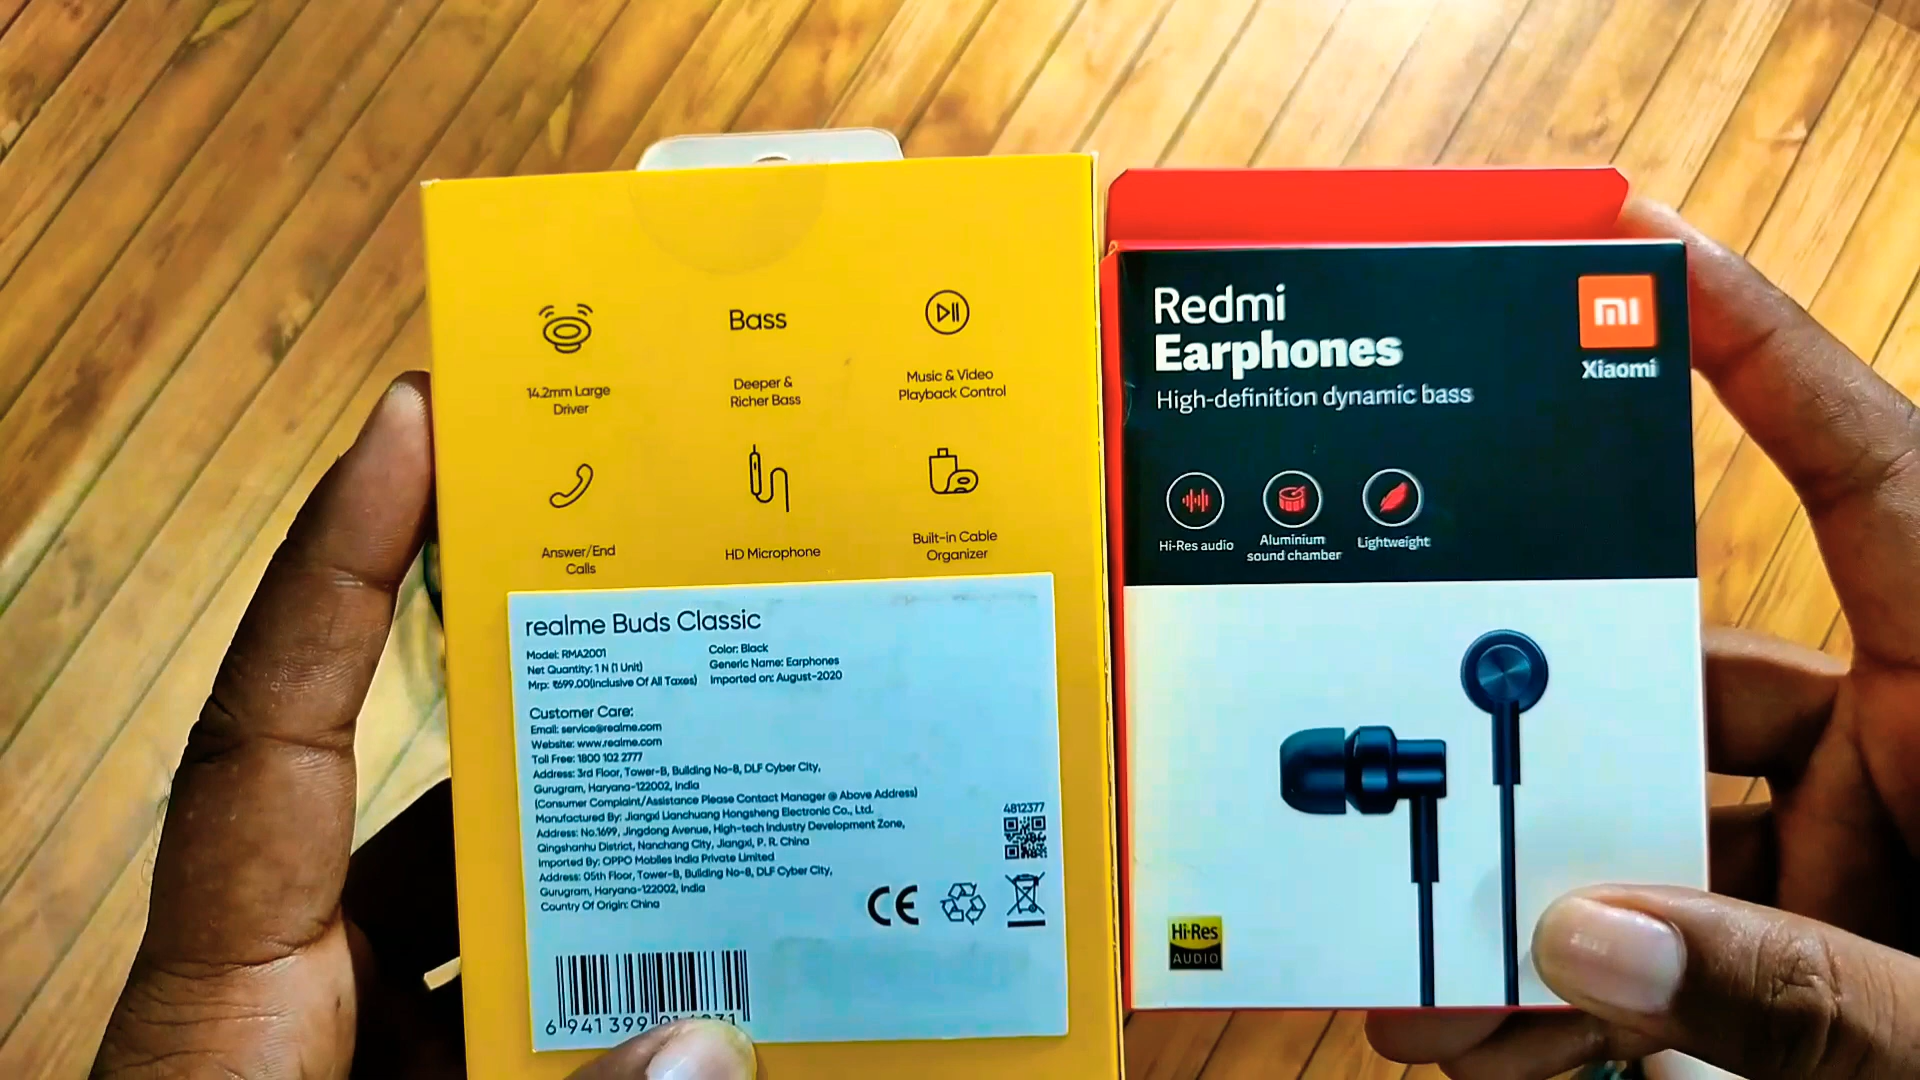 14.2mm Large
Driver
Bass
Deeper &
Richer Bass
Music & Video
Playback Control
Answer/End
Calls
HD Microphone
Built-in Cable
Organizer
realme Buds Classic
Model: RMA2001
Net Quantity: 1 N (1 Unit)
Mrp: ₹699.00(Inclusive Of All Taxes)
Color: Black
Generic Name: Earphones
Imported on: August-2020
Customer Care:
Email: service@realme.com
Website: www.realme.com
Toll Free: 1800 102 2777
Address: 3rd Floor, Tower-B, Building No-8, DLF Cyber City,
Gurugram, Haryana-122002, India
(Consumer Complaint/Assistance Please Contact Manager @ Above Address)
Manufactured By: Jiangxi Lianchuang Hongsheng Electronic Co., Ltd.
Address: No.1699, Jingdong Avenue, High-tech Industry Development Zone,
Qingshanhu District, Nanchang City, Jiangxi, P. R. China
Imported By: OPPO Mobiles India Private Limited
Address: 05th Floor, Tower-B, Building No-8, DLF Cyber City,
Gurugram, Haryana-122002, India
Country Of Origin: China
4812377
CE
6 941399
Redmi
Earphones
High-definition dynamic bass
mi
Xiaomi
Hi-Res audio
Aluminium
sound chamber
Lightweight
Hi-Res
AUDIO